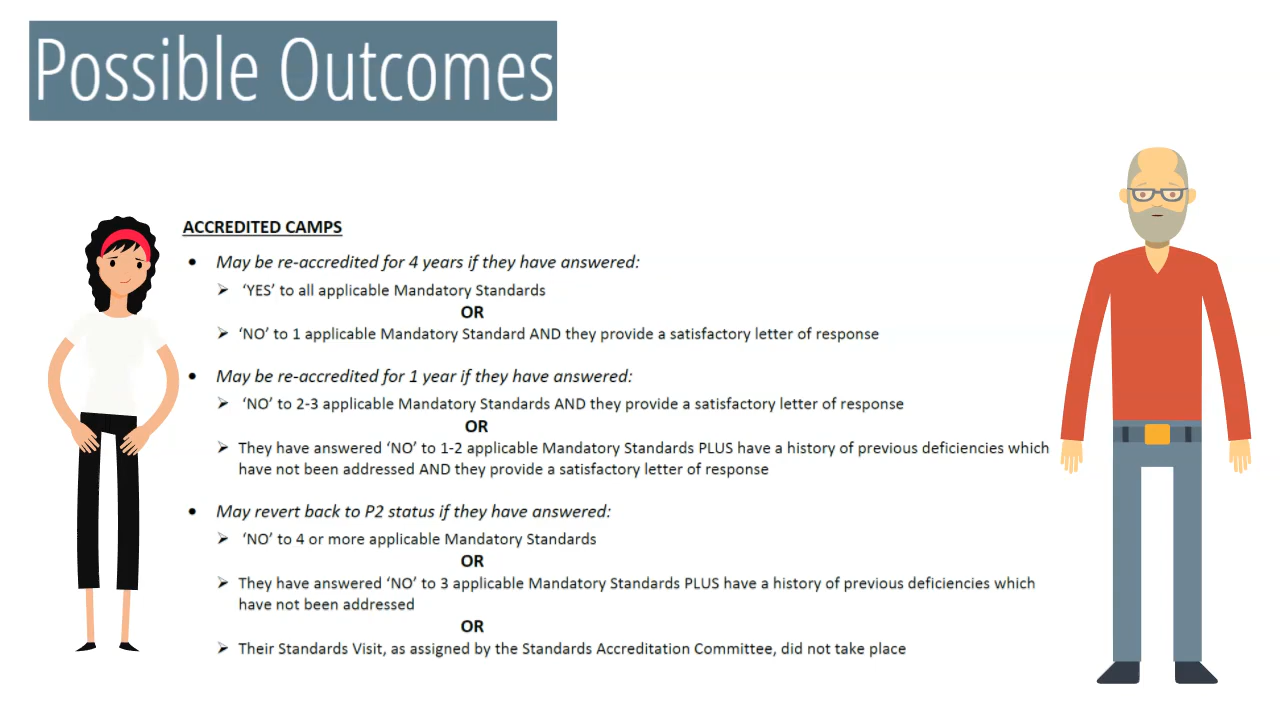 Possible Outcomes
ACCREDITED CAMPS
• May be re-accredited for 4 years if they have answered:
➢ ‘YES’ to all applicable Mandatory Standards
OR
➢ ‘NO’ to 1 applicable Mandatory Standard AND they provide a satisfactory letter of response
• May be re-accredited for 1 year if they have answered:
➢ ‘NO’ to 2-3 applicable Mandatory Standards AND they provide a satisfactory letter of response
OR
➢ They have answered ‘NO’ to 1-2 applicable Mandatory Standards PLUS have a history of previous deficiencies which
have not been addressed AND they provide a satisfactory letter of response
• May revert back to P2 status if they have answered:
➢ ‘NO’ to 4 or more applicable Mandatory Standards
OR
➢ They have answered ‘NO’ to 3 applicable Mandatory Standards PLUS have a history of previous deficiencies which
have not been addressed
OR
➢ Their Standards Visit, as assigned by the Standards Accreditation Committee, did not take place